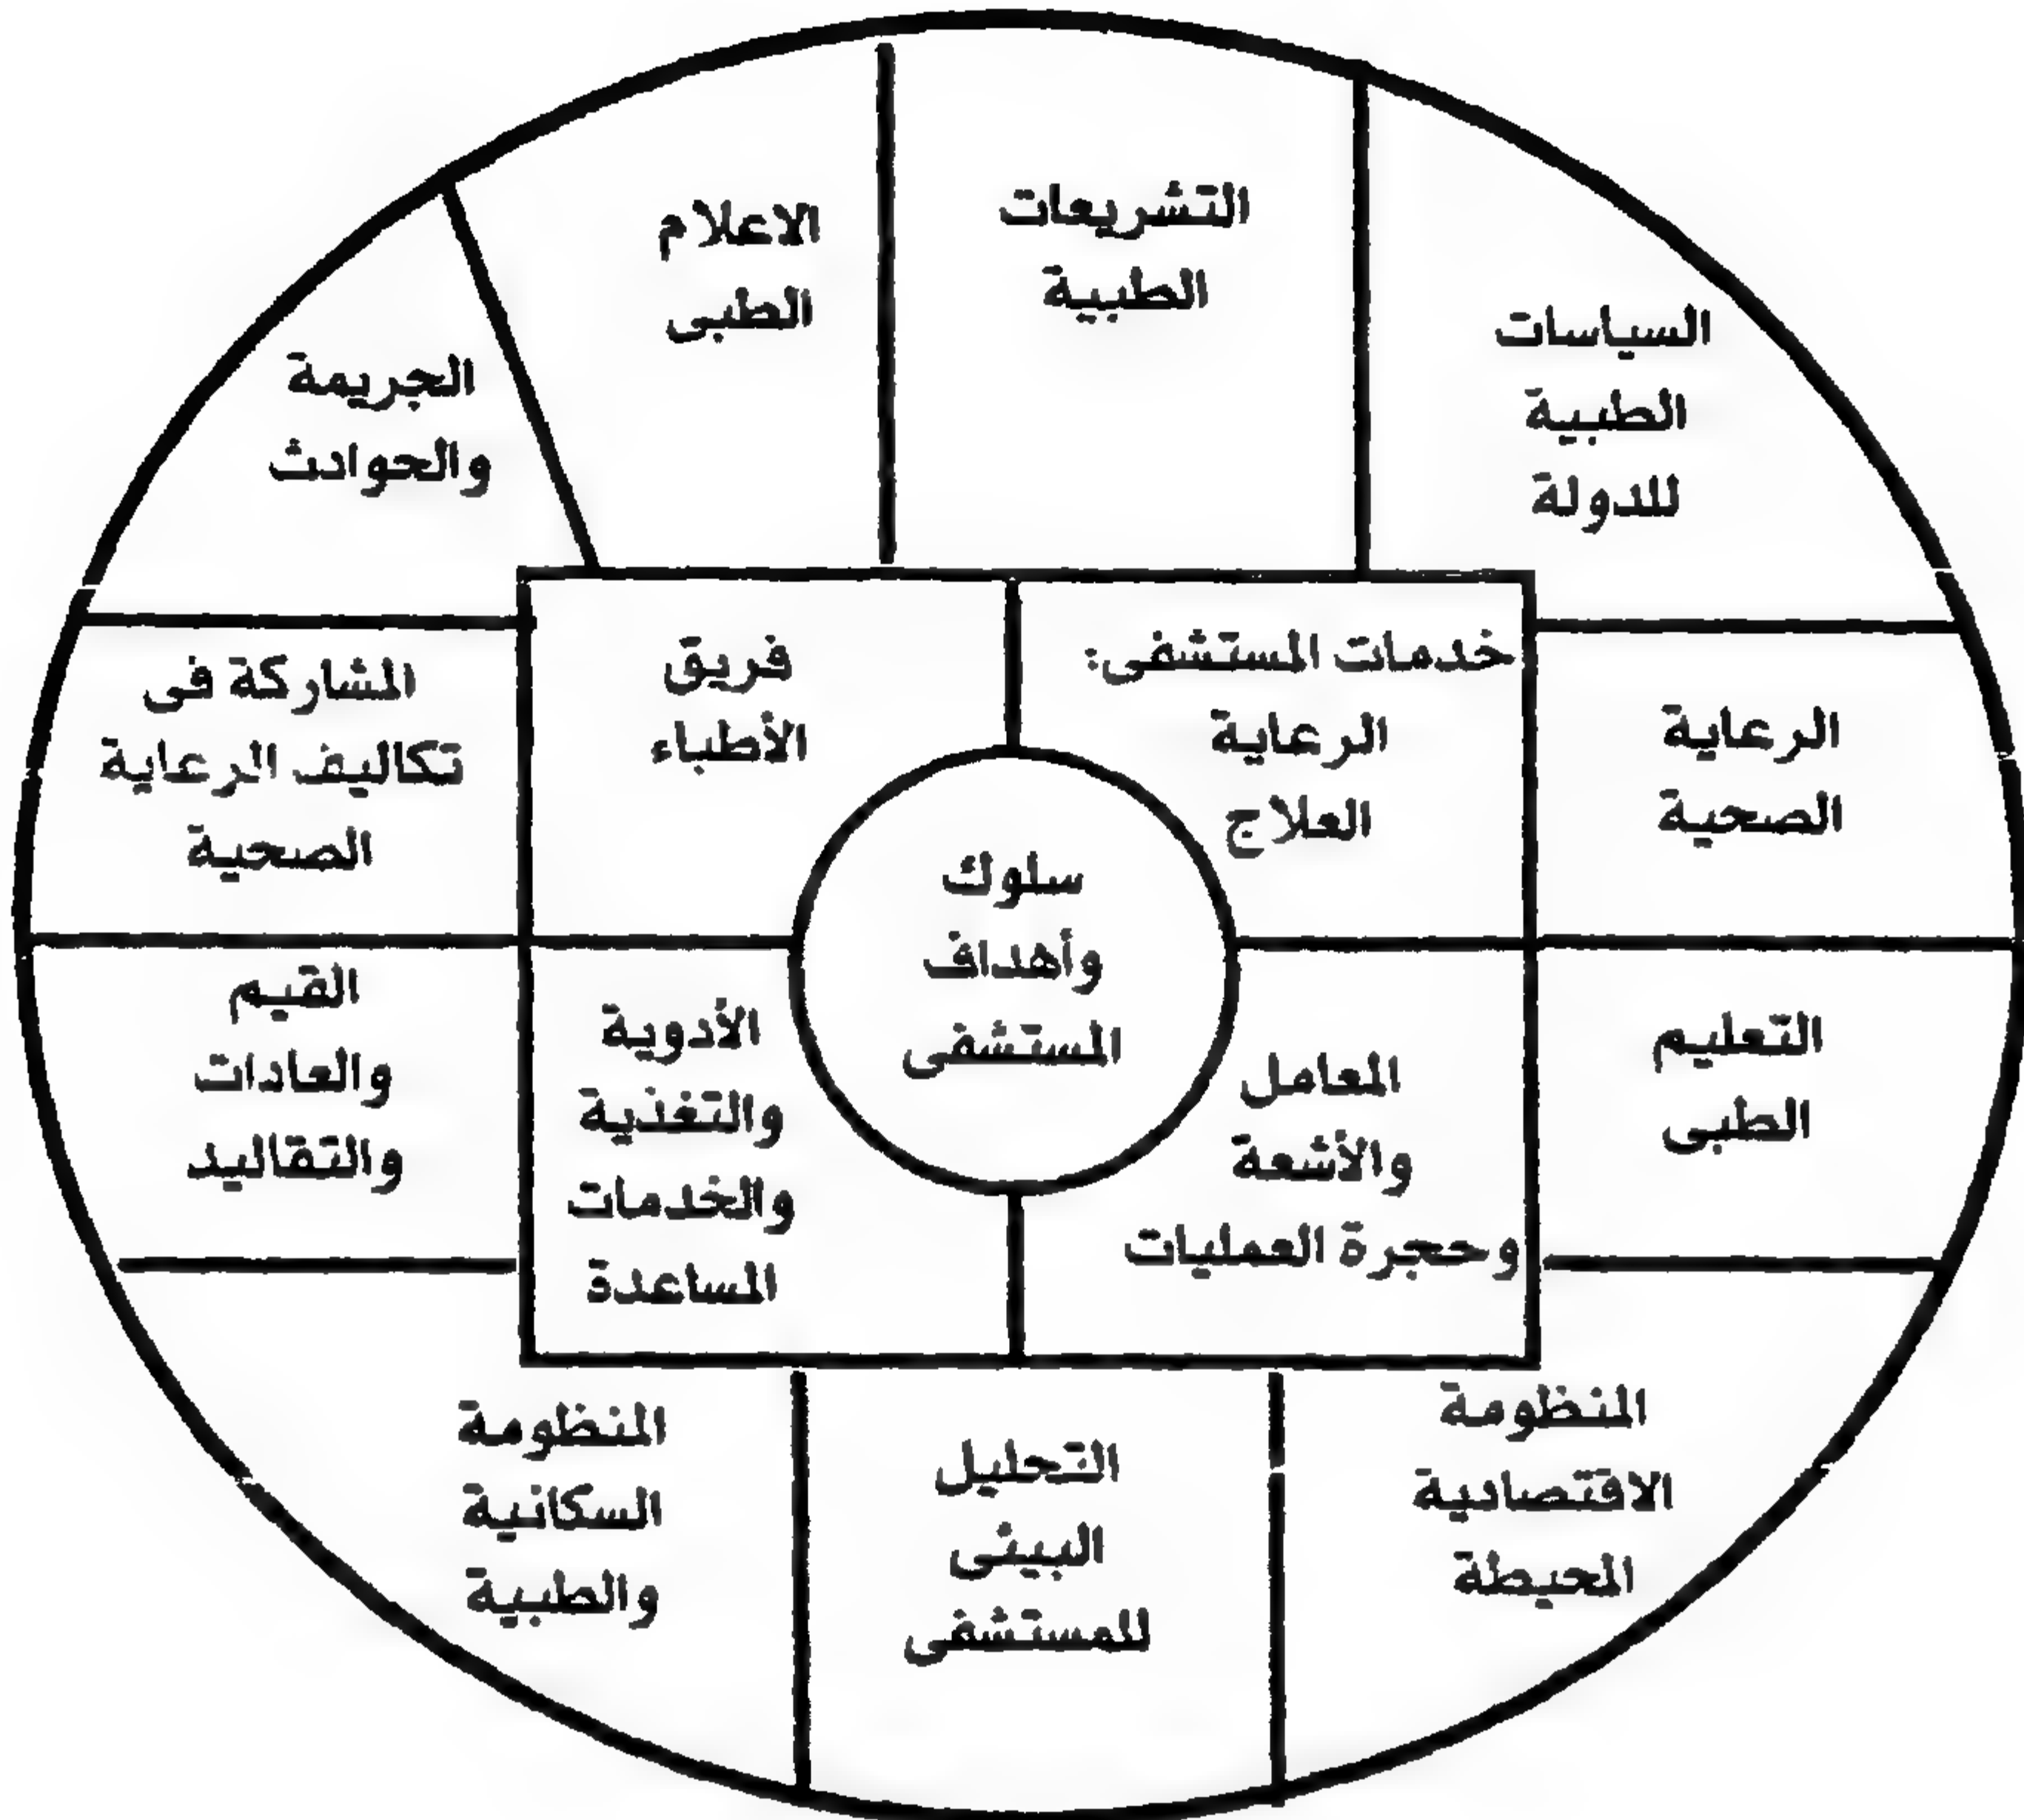 التشريعات
الطبية
الاعلام
الطبى
السياسات
الطبية
للدولة
الجريمة
والحوادث
خدمات المستشفى:
الرعاية
العلاج
فريق
الأطباء
الرعاية
الصحية
المشاركة فى
تكاليف الرعاية
الصحية
سلوك
وأهداف
المستشفى
التعليم
الطبى
المعامل
والأشعة
وحجرة العمليات
الأدوية
والتغذية
والخدمات
المساعدة
القيم
والعادات
والتقاليد
المنظومة
الاقتصادية
المحيطة
التحليل
البيئى
للمستشفى
المنظومة
السكانية
والطبية